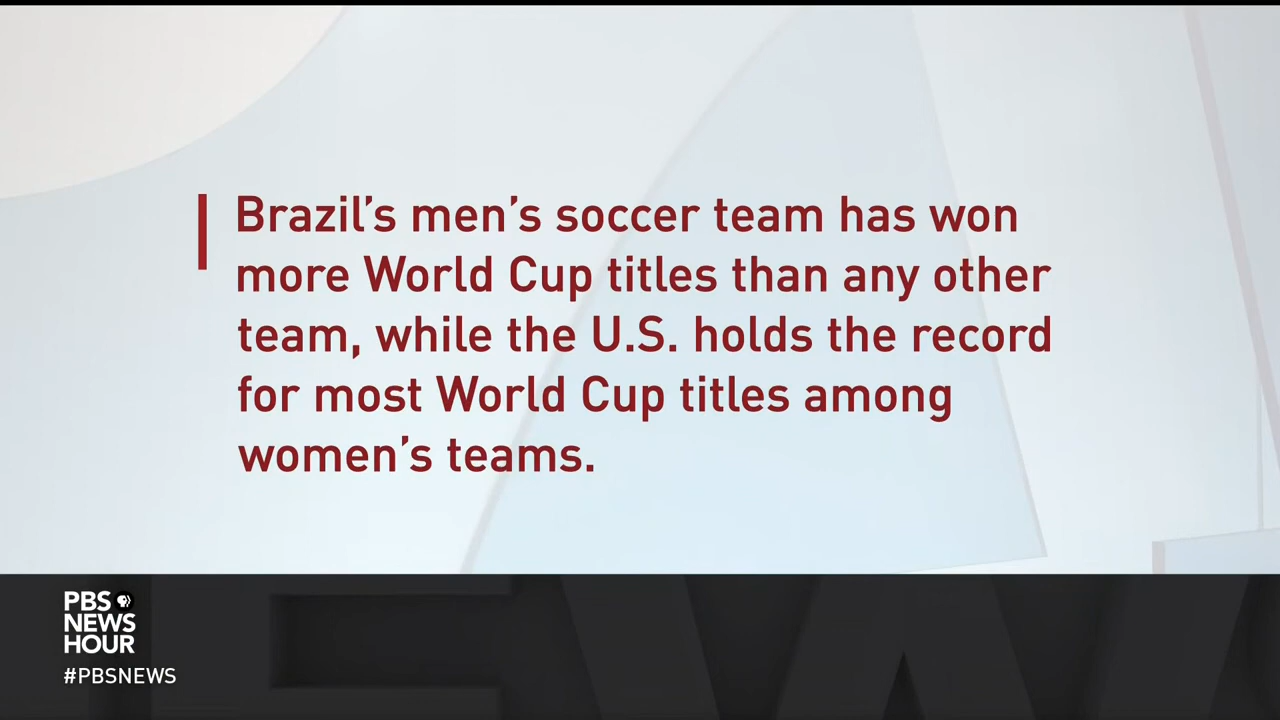 Brazil’s men’s soccer team has won
more World Cup titles than any other
team, while the U.S. holds the record
for most World Cup titles among
women’s teams.
PBS
NEWS
HOUR
#PBSNEWS